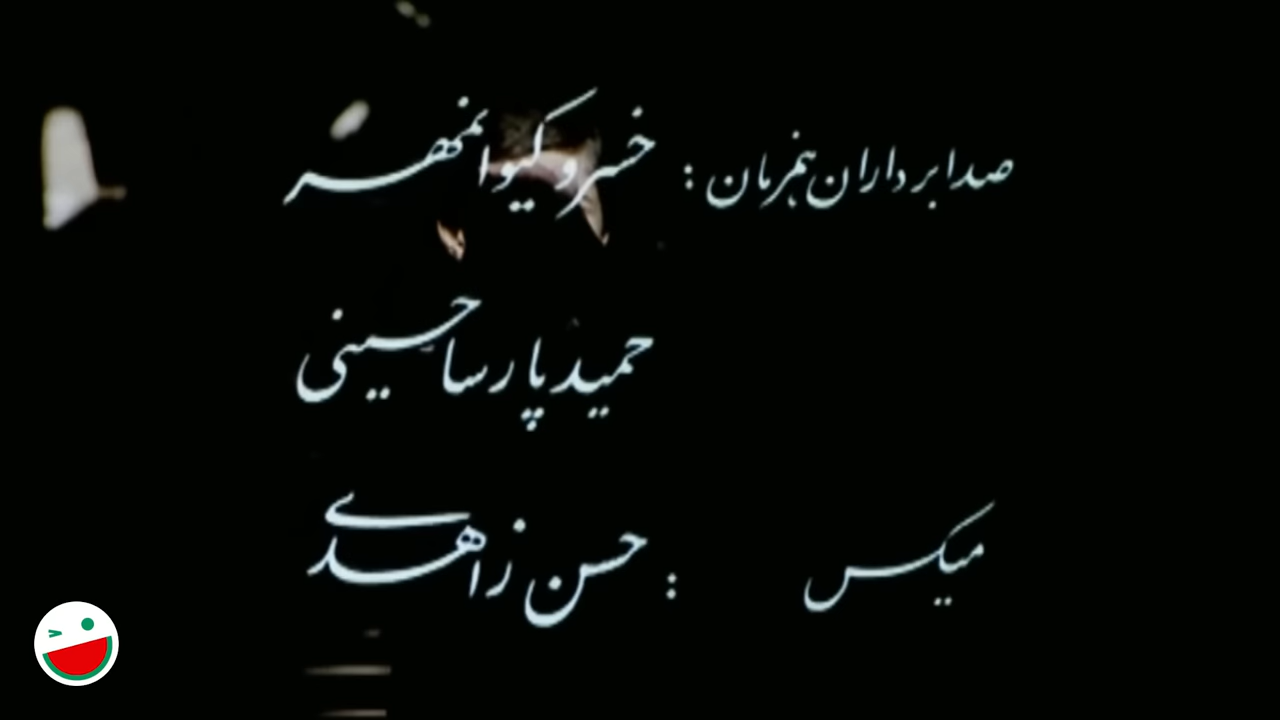 صدابرداران همزمان : خسرو کیوانمهر
حمید پارسا حسینی
میکس : حسن زاهدی